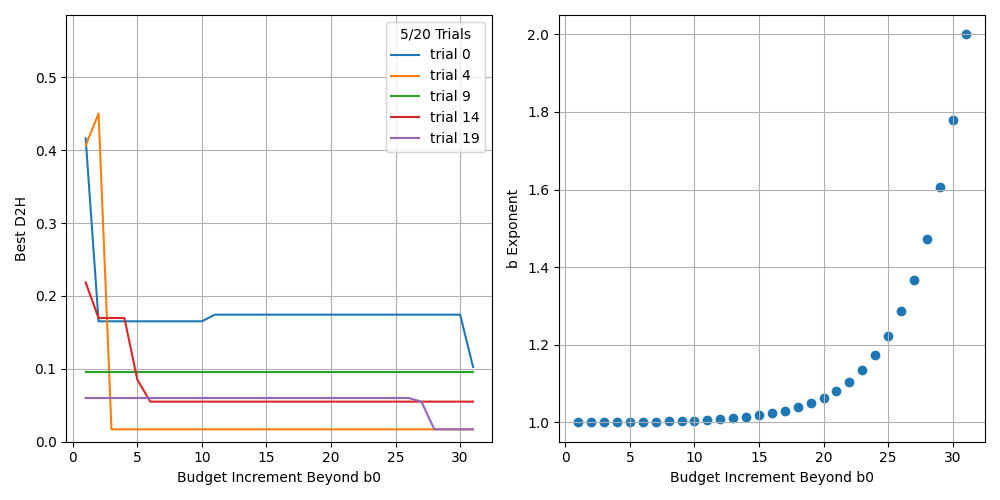 5/20 Trials
trial 0
trial 4
trial 9
trial 14
trial 19
Best D2H
0.5
0.4
0.3
0.2
0.1
0.0
0 5 10 15 20 25 30
Budget Increment Beyond b0
b Exponent
2.0
1.8
1.6
1.4
1.2
1.0
0 5 10 15 20 25 30
Budget Increment Beyond b0